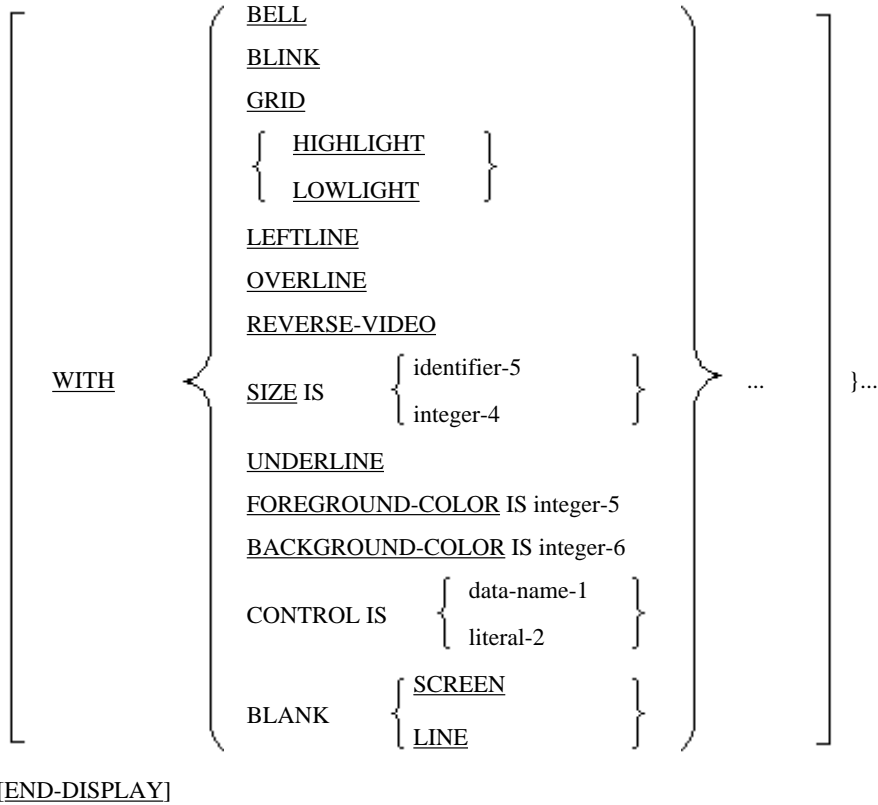 BELL
BLINK
GRID
HIGHLIGHT
LOWLIGHT
LEFTLINE
OVERLINE
REVERSE-VIDEO
WITH SIZE IS identifier-5 ... }...
integer-4
UNDERLINE
FOREGROUND-COLOR IS integer-5
BACKGROUND-COLOR IS integer-6
CONTROL IS data-name-1
literal-2
BLANK SCREEN
LINE
[END-DISPLAY]